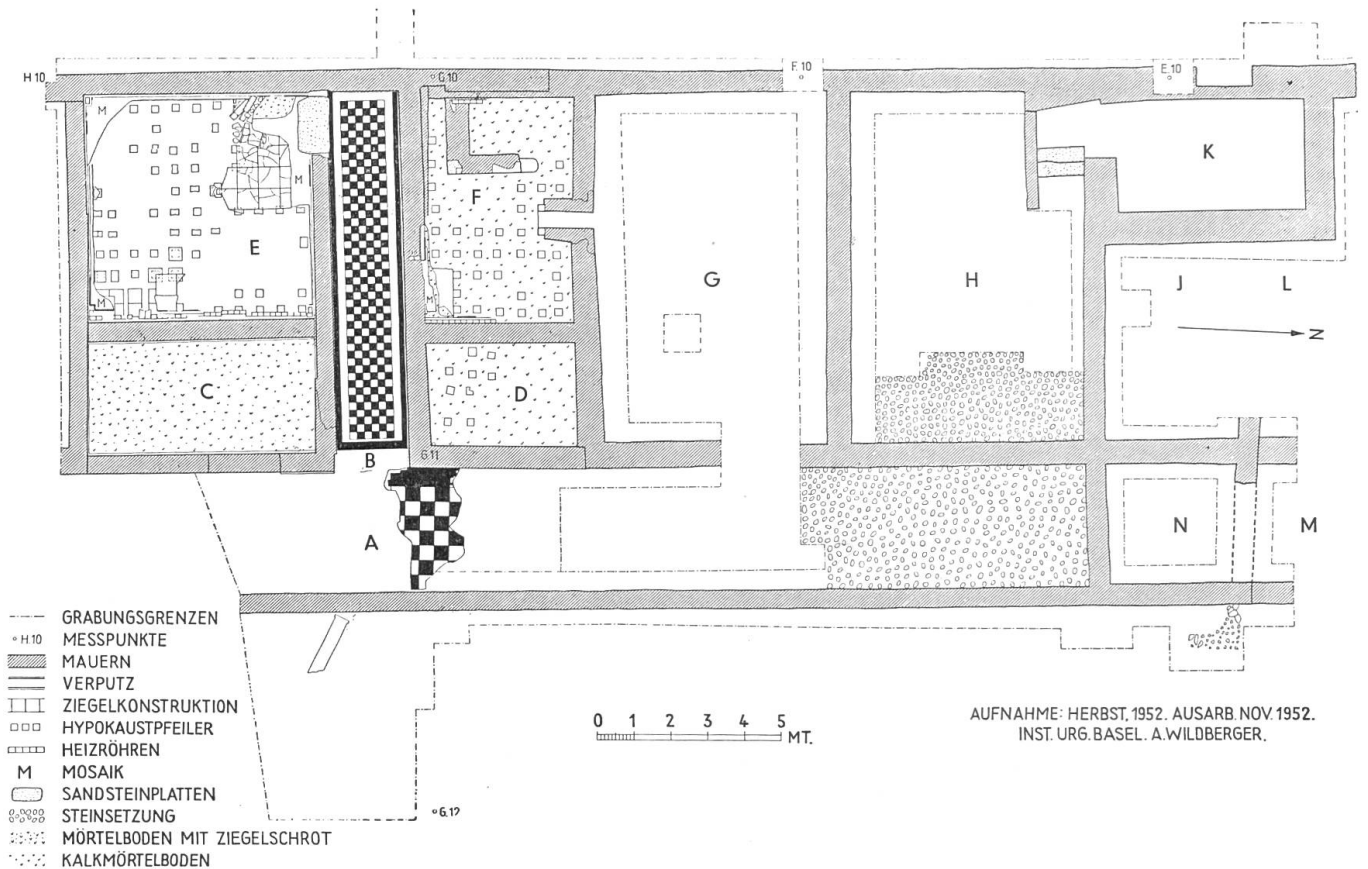 H 10
G 10
F. 10
E. 10
M
E
M
M
F
M
G
H
K
J
L
N
C
D
B
G 11
A
N
M
GRABUNGSGRENZEN
H 10 MESSPUNKTE
MAUERN
VERPUTZ
ZIEGELKONSTRUKTION
HYPOKAUSTPFEILER
HEIZRÖHREN
M MOSAIK
SANDSTEINPLATTEN
STEINSETZUNG
MÖRTELBODEN MIT ZIEGELSCHROT
KALKMÖRTELBODEN
G. 12
0 1 2 3 4 5 MT.
AUFNAHME: HERBST. 1952. AUSARB. NOV. 1952.
INST. URG. BASEL. A. WILDBERGER.